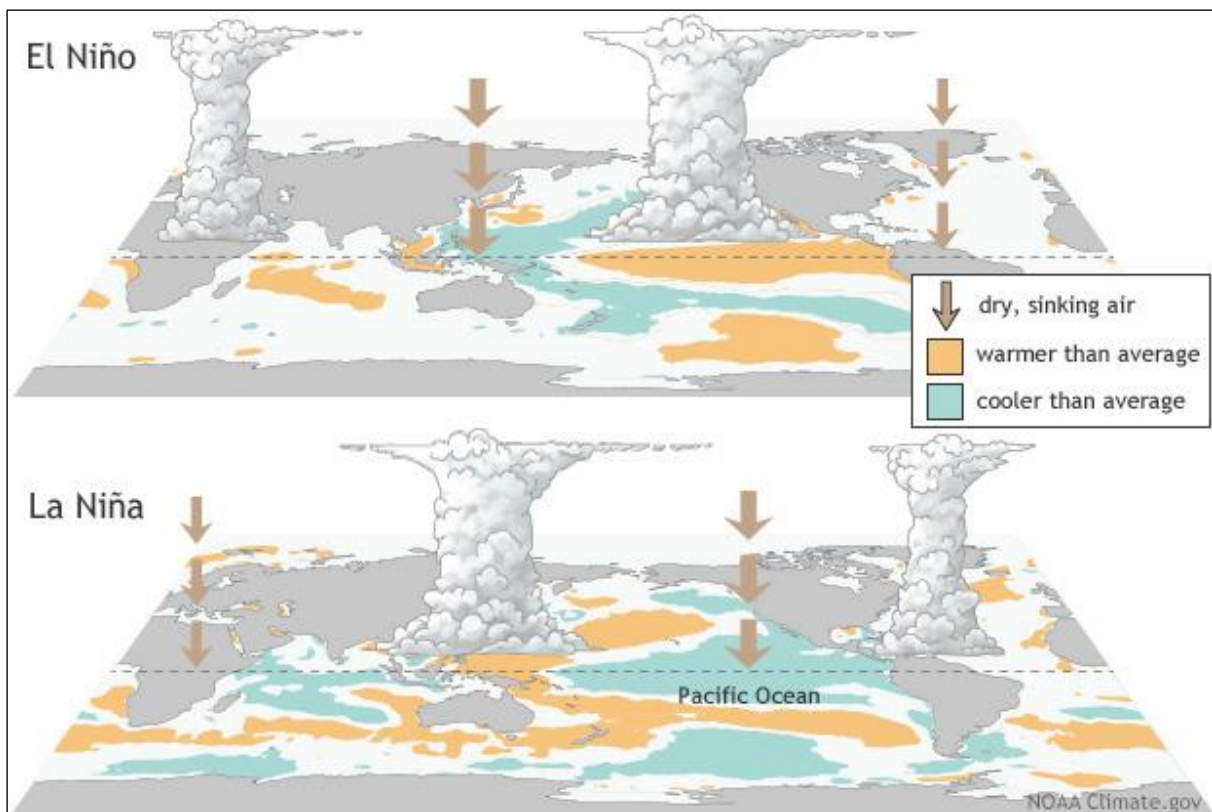 El Niño
dry, sinking air
warmer than average
cooler than average
La Niña
Pacific Ocean
NOAA Climate.gov